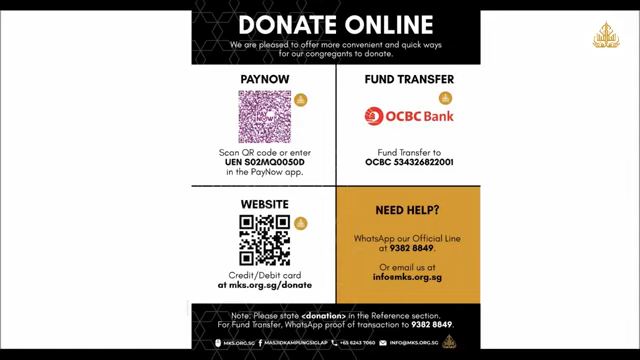 DONATE ONLINE
We are pleased to offer more convenient and quick ways
for our congregants to donate.
PAYNOW
PAY
NOW
Scan QR code or enter
UEN S02MQ0050D
in the PayNow app.
FUND TRANSFER
OCBC Bank
Fund Transfer to
OCBC 534326822001
WEBSITE
Credit/Debit card
at mks.org.sg/donate
NEED HELP?
WhatsApp our Official Line
at 9382 8849.
Or email us at
info@mks.org.sg
Note: Please state <donation> in the Reference section.
For Fund Transfer, WhatsApp proof of transaction to 9382 8849.
MKS.ORG.SG MASJIDKAMPUNGSIGLAP +65 6243 7060 INFO@MKS.ORG.SG